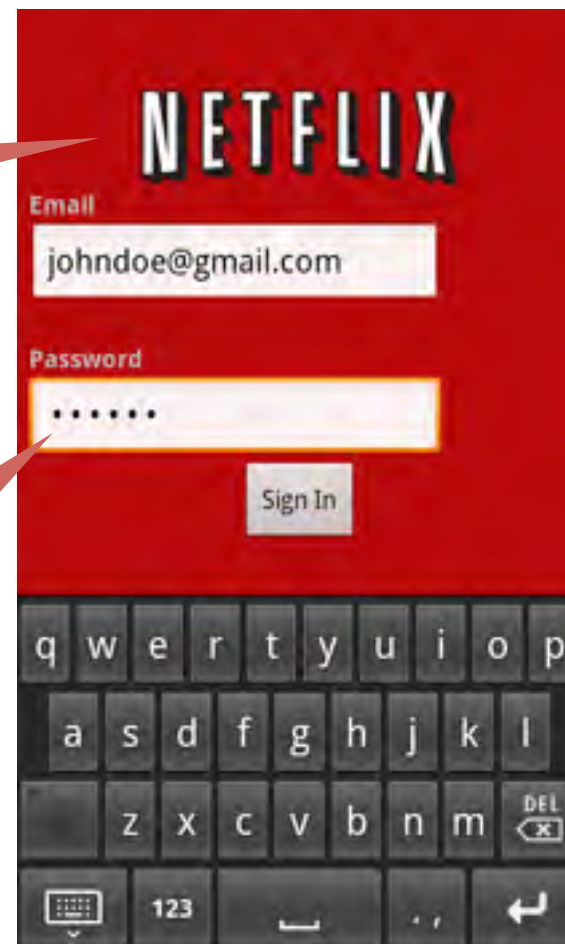 NETFLIX
Email
johndoe@gmail.com
Password
••••••
Sign In
q w e r t y u i o p
a s d f g h j k l
z x c v b n m DEL
123 . ,